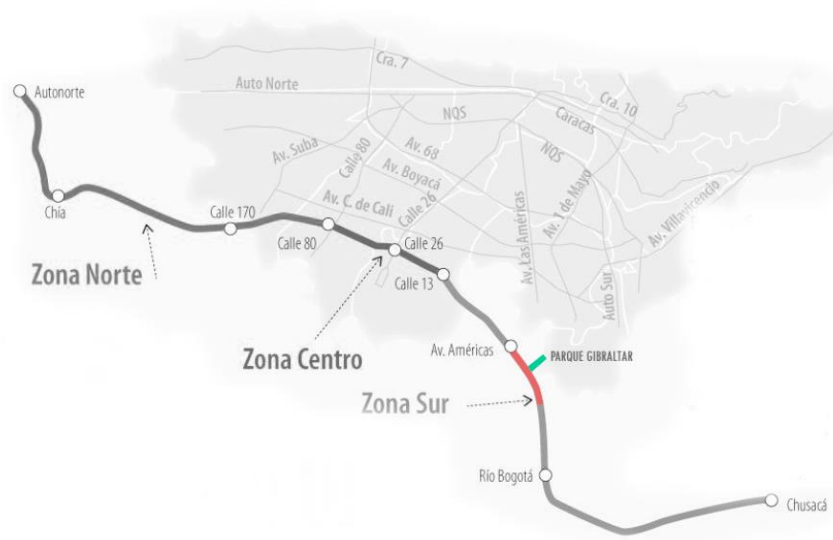 Cra. 7
Auto Norte
Cra. 10
Autonorte
NQS
Caracas
Av. Suba
Calle 80
Av. 68
NQS
Av. Boyacá
Chía
Calle 170
Av. C. de Cali
Calle 26
Av. Las Américas
Av. 1 de Mayo
Av. Villavicencio
Calle 80
Calle 26
Zona Norte
Calle 13
Auto Sur
Zona Centro
Av. Américas
PARQUE GIBRALTAR
Zona Sur
Río Bogotá
Chusacá